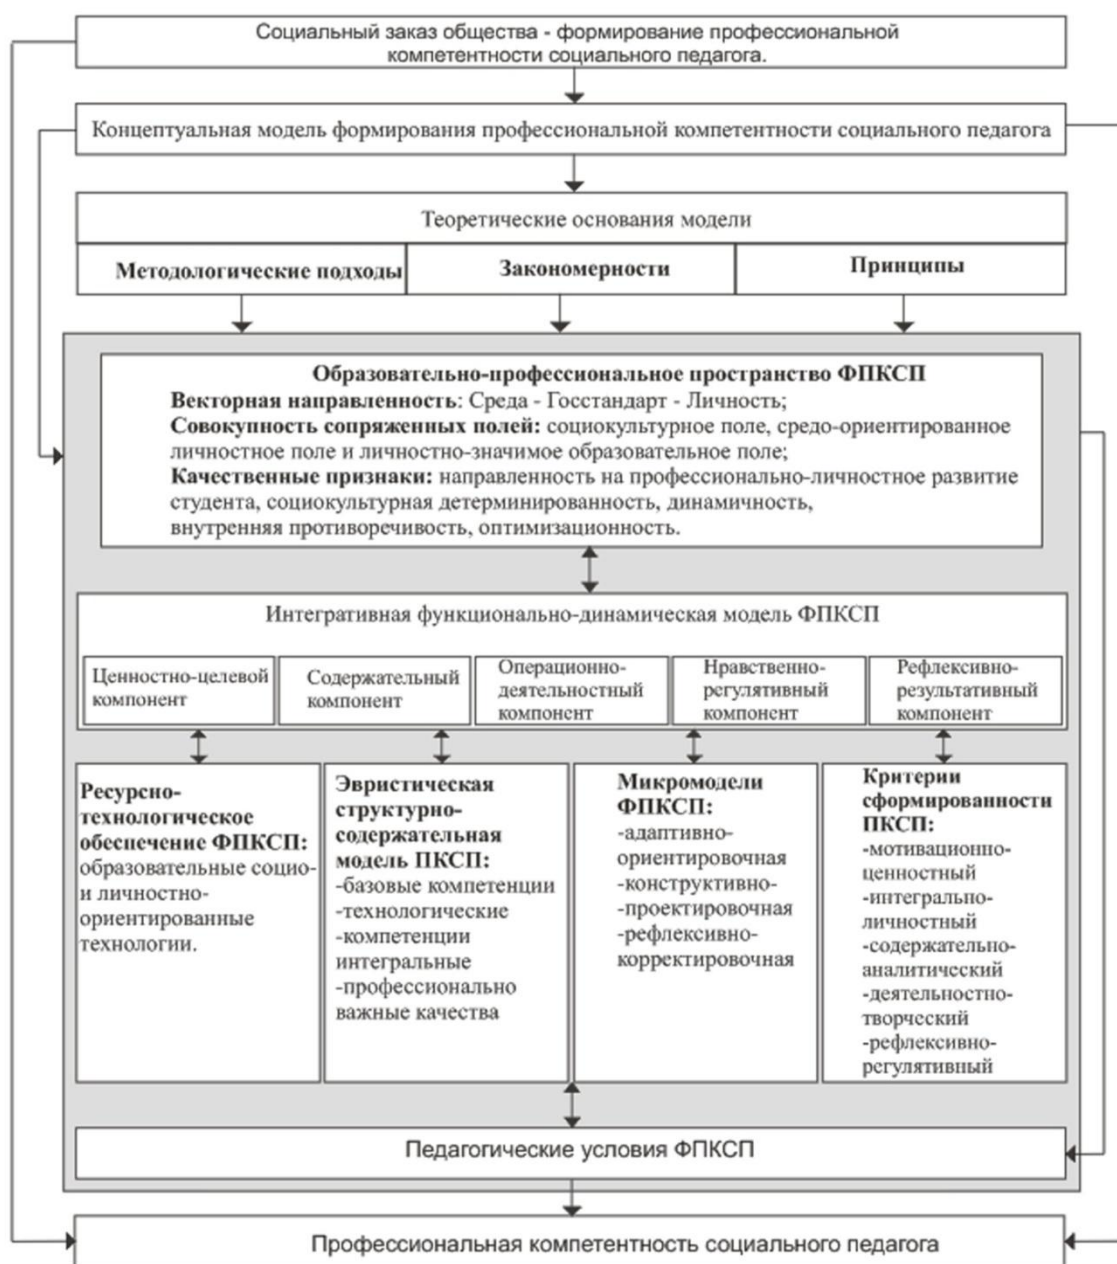 Социальный заказ общества - формирование профессиональной
компетентности социального педагога.
Концептуальная модель формирования профессиональной компетентности социального педагога
Теоретические основания модели
Методологические подходы
Закономерности
Принципы
Образовательно-профессиональное пространство ФПКСП
Векторная направленность: Среда - Госстандарт - Личность;
Совокупность сопряженных полей: социокультурное поле, средо-ориентированное
личностное поле и личностно-значимое образовательное поле;
Качественные признаки: направленность на профессионально-личностное развитие
студента, социокультурная детерминированность, динамичность,
внутренняя противоречивость, оптимизационность.
Интегративная функционально-динамическая модель ФПКСП
Ценностно-целевой
компонент
Содержательный
компонент
Операционно-
деятельностный
компонент
Нравственно-
регулятивный
компонент
Рефлексивно-
результативный
компонент
Ресурсно-
технологическое
обеспечение ФПКСП:
образовательные социо-
и личностно-
ориентированные
технологии.
Эвристическая
структурно-
содержательная
модель ПКСП:
-базовые компетенции
-технологические
-компетенции
интегральные
-профессионально
важные качества
Микромодели
ФПКСП:
-адаптивно-
ориентировочная
-конструктивно-
-проектировочная
-рефлексивно-
корректировочная
Критерии
сформированности
ПКСП:
-мотивационно-
ценностный
-интегрально-
личностный
-содержательно-
аналитический
-деятельностно-
творческий
-рефлексивно-
регулятивный
Педагогические условия ФПКСП
Профессиональная компетентность социального педагога